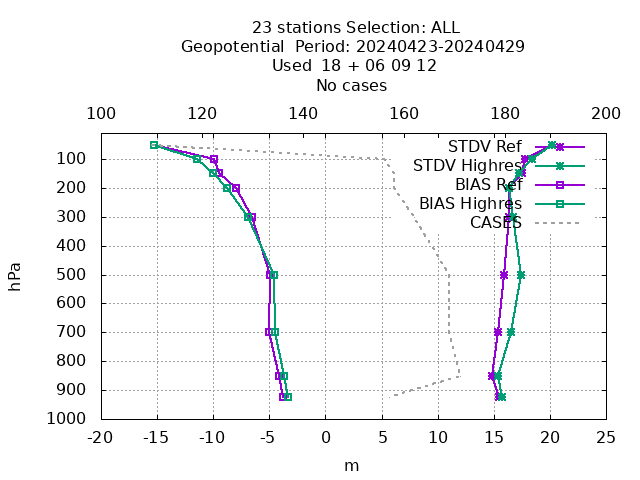 23 stations Selection: ALL
Geopotential  Period: 20240423-20240429
Used  18 + 06 09 12
No cases
100 120 140 160 180 200
STDV Ref
STDV Highres
BIAS Ref
BIAS Highres
CASES
hPa
100
200
300
400
500
600
700
800
900
1000
-20 -15 -10 -5 0 5 10 15 20 25
m